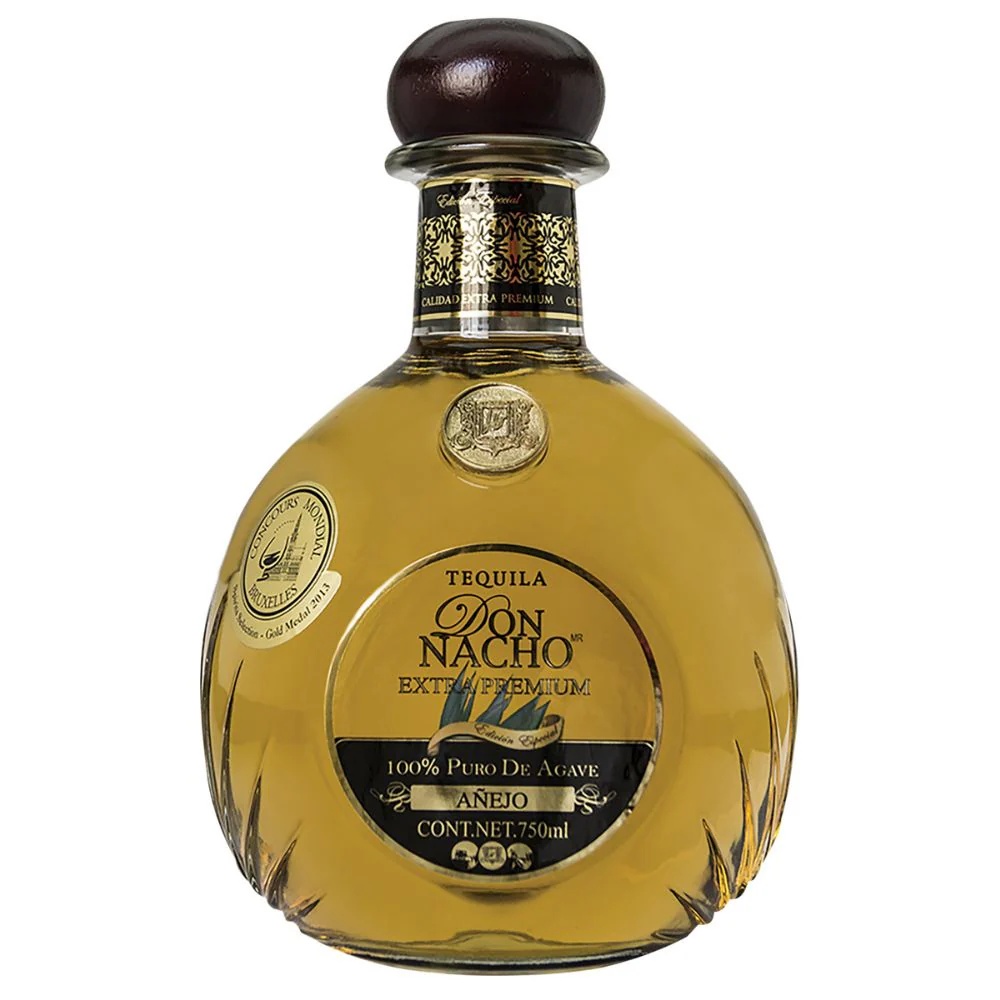 Edición Especial
CALIDAD EXTRA PREMIUM
CONCOURS MONDIAL
BRUXELLES
Selection - Gold Medal 2013
TEQUILA
DON
NACHO MR
EXTRA PREMIUM
Edición Especial
100% PURO DE AGAVE
AÑEJO
CONT.NET.750ml